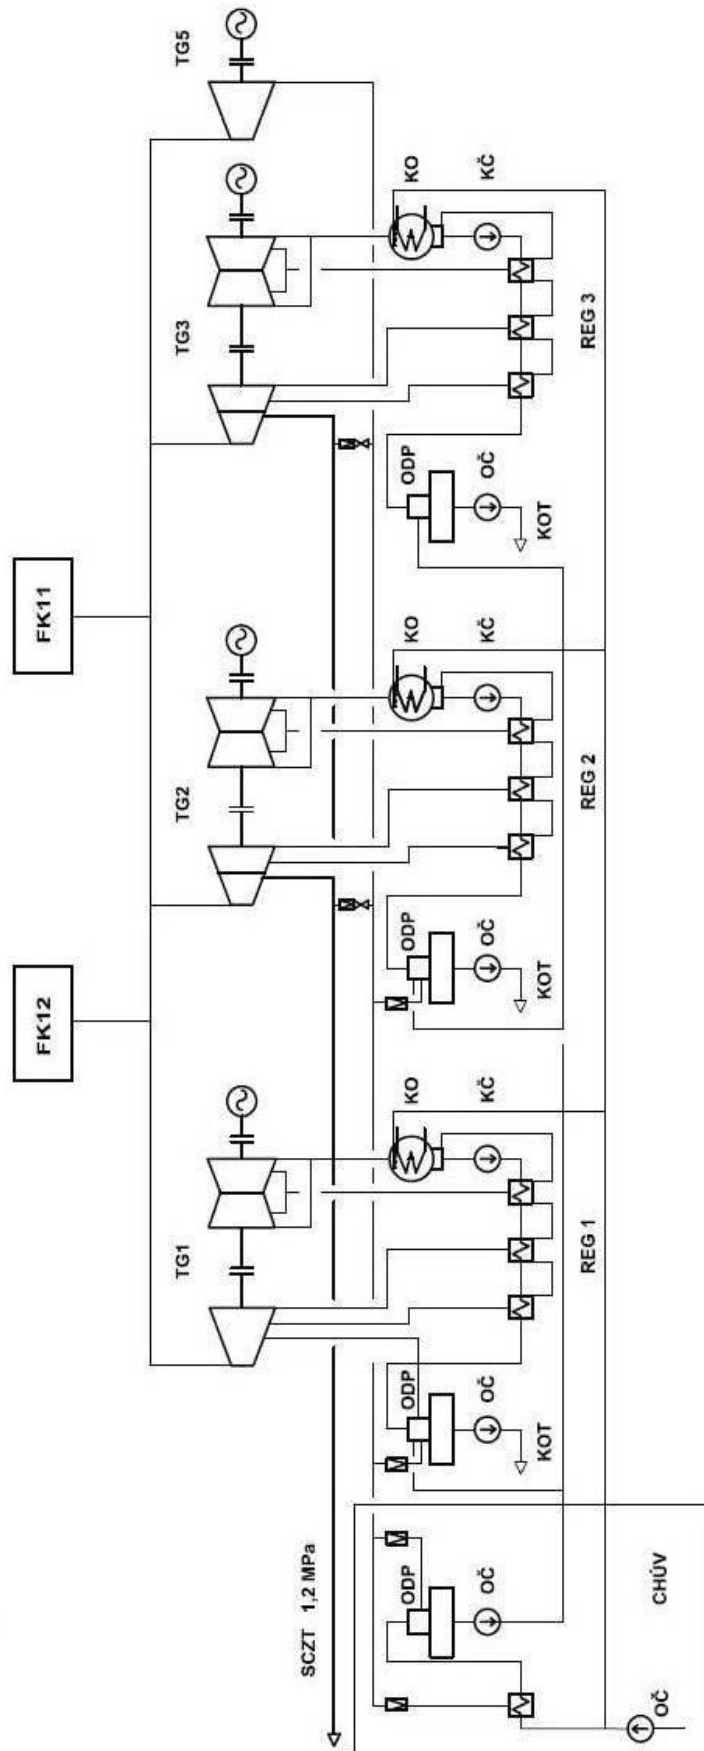 FK12
FK11
TG1
TG2
TG3
TG5
SCZT 1,2 MPa
ODP
ODP
KO
ODP
KO
ODP
KO
OČ
OČ
KČ
OČ
KČ
OČ
KČ
KOT
KOT
KOT
REG 1
REG 2
REG 3
OČ
CHÚV